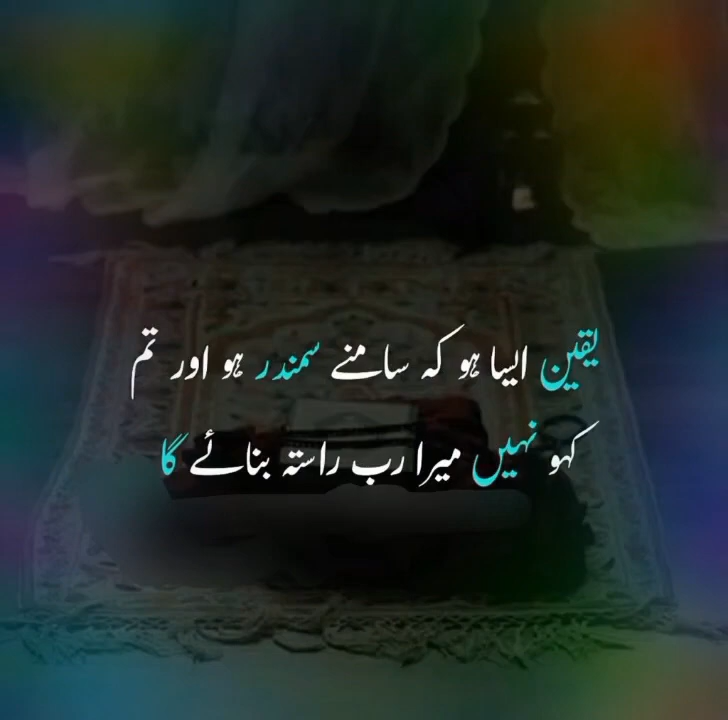 یقین ایسا ہو کہ سامنے سمندر ہو اور تم
کہو نہیں میرا رب راستہ بنائے گا